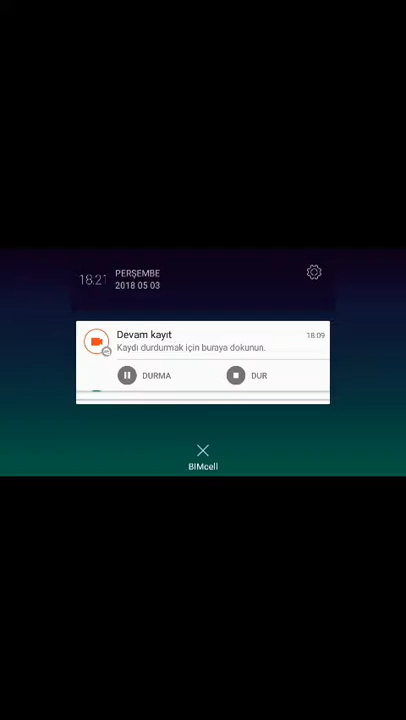 18.21
PERŞEMBE
2018 05 03
Devam kayıt
18:09
Kaydı durdurmak için buraya dokunun.
DURMA
DUR
BIMcell